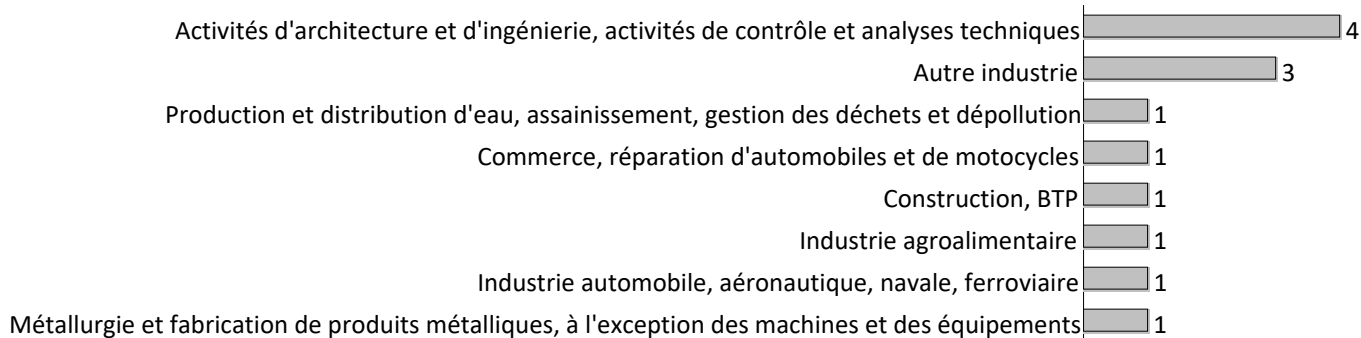 Activités d'architecture et d'ingénierie, activités de contrôle et analyses techniques 4
Autre industrie 3
Production et distribution d'eau, assainissement, gestion des déchets et dépollution 1
Commerce, réparation d'automobiles et de motocycles 1
Construction, BTP 1
Industrie agroalimentaire 1
Industrie automobile, aéronautique, navale, ferroviaire 1
Métallurgie et fabrication de produits métalliques, à l'exception des machines et des équipements 1